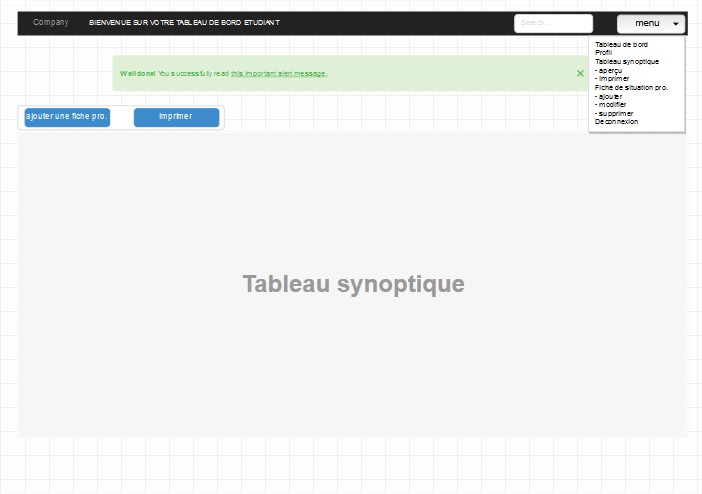 Company BIENVENUE SUR VOTRE TABLEAU DE BORD ETUDIANT Search... menu
Tableau de bord
Profil
Tableau synoptique
- aperçu
- imprimer
Fiche de situation pro.
- ajouter
- modifier
- supprimer
Deconnexion
Well done! You successfully read this important alert message. ×
ajouter une fiche pro. Imprimer
Tableau synoptique